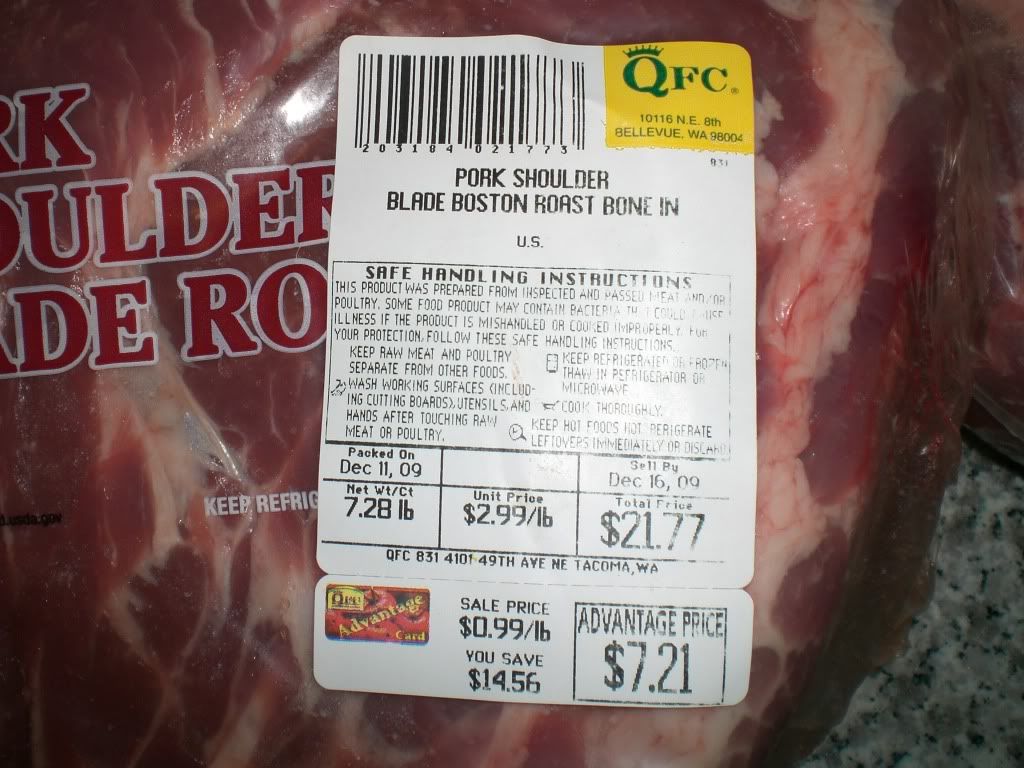 RK
OULDER
ADE RO
KEEP REFRIG
d.usda.gov
203184 021773
QFC®
10116 N.E. 8th
BELLEVUE, WA 98004
831
PORK SHOULDER
BLADE BOSTON ROAST BONE IN
U.S.
SAFE HANDLING INSTRUCTIONS
THIS PRODUCT WAS PREPARED FROM INSPECTED AND PASSED MEAT AND/OR
POULTRY. SOME FOOD PRODUCT MAY CONTAIN BACTERIA THAT COULD CAUSE
ILLNESS IF THE PRODUCT IS MISHANDLED OR COOKED IMPROPERLY. FOR
YOUR PROTECTION, FOLLOW THESE SAFE HANDLING INSTRUCTIONS.
KEEP RAW MEAT AND POULTRY
SEPARATE FROM OTHER FOODS.
WASH WORKING SURFACES (INCLUD-
ING CUTTING BOARDS), UTENSILS, AND
HANDS AFTER TOUCHING RAW
MEAT OR POULTRY.
KEEP REFRIGERATED OR FROZEN
THAW IN REFRIGERATOR OR
MICROWAVE
COOK THOROUGHLY.
KEEP HOT FOODS HOT. REFRIGERATE
LEFTOVERS IMMEDIATELY OR DISCARD
Packed On
Dec 11, 09
Sell By
Dec 16, 09
Net Wt/Ct
7.28 lb
Unit Price
$2.99/lb
Total Price
$21.77
QFC 831 4101 49TH AVE NE TACOMA, WA
QFC
Advantage
Card
SALE PRICE
$0.99/lb
YOU SAVE
$14.56
ADVANTAGE PRICE
$7.21